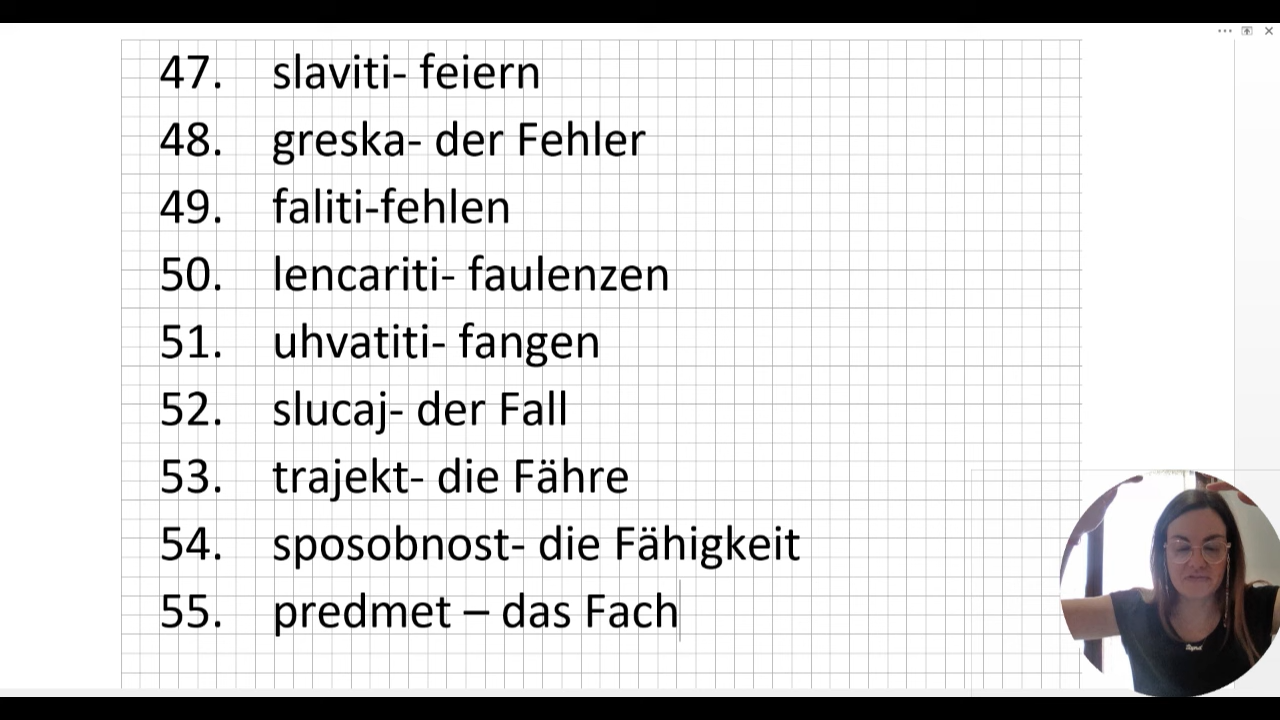 47. slaviti- feiern
48. greska- der Fehler
49. faliti-fehlen
50. lencariti- faulenzen
51. uhvatiti- fangen
52. slucaj- der Fall
53. trajekt- die Fähre
54. sposobnost- die Fähigkeit
55. predmet – das Fach